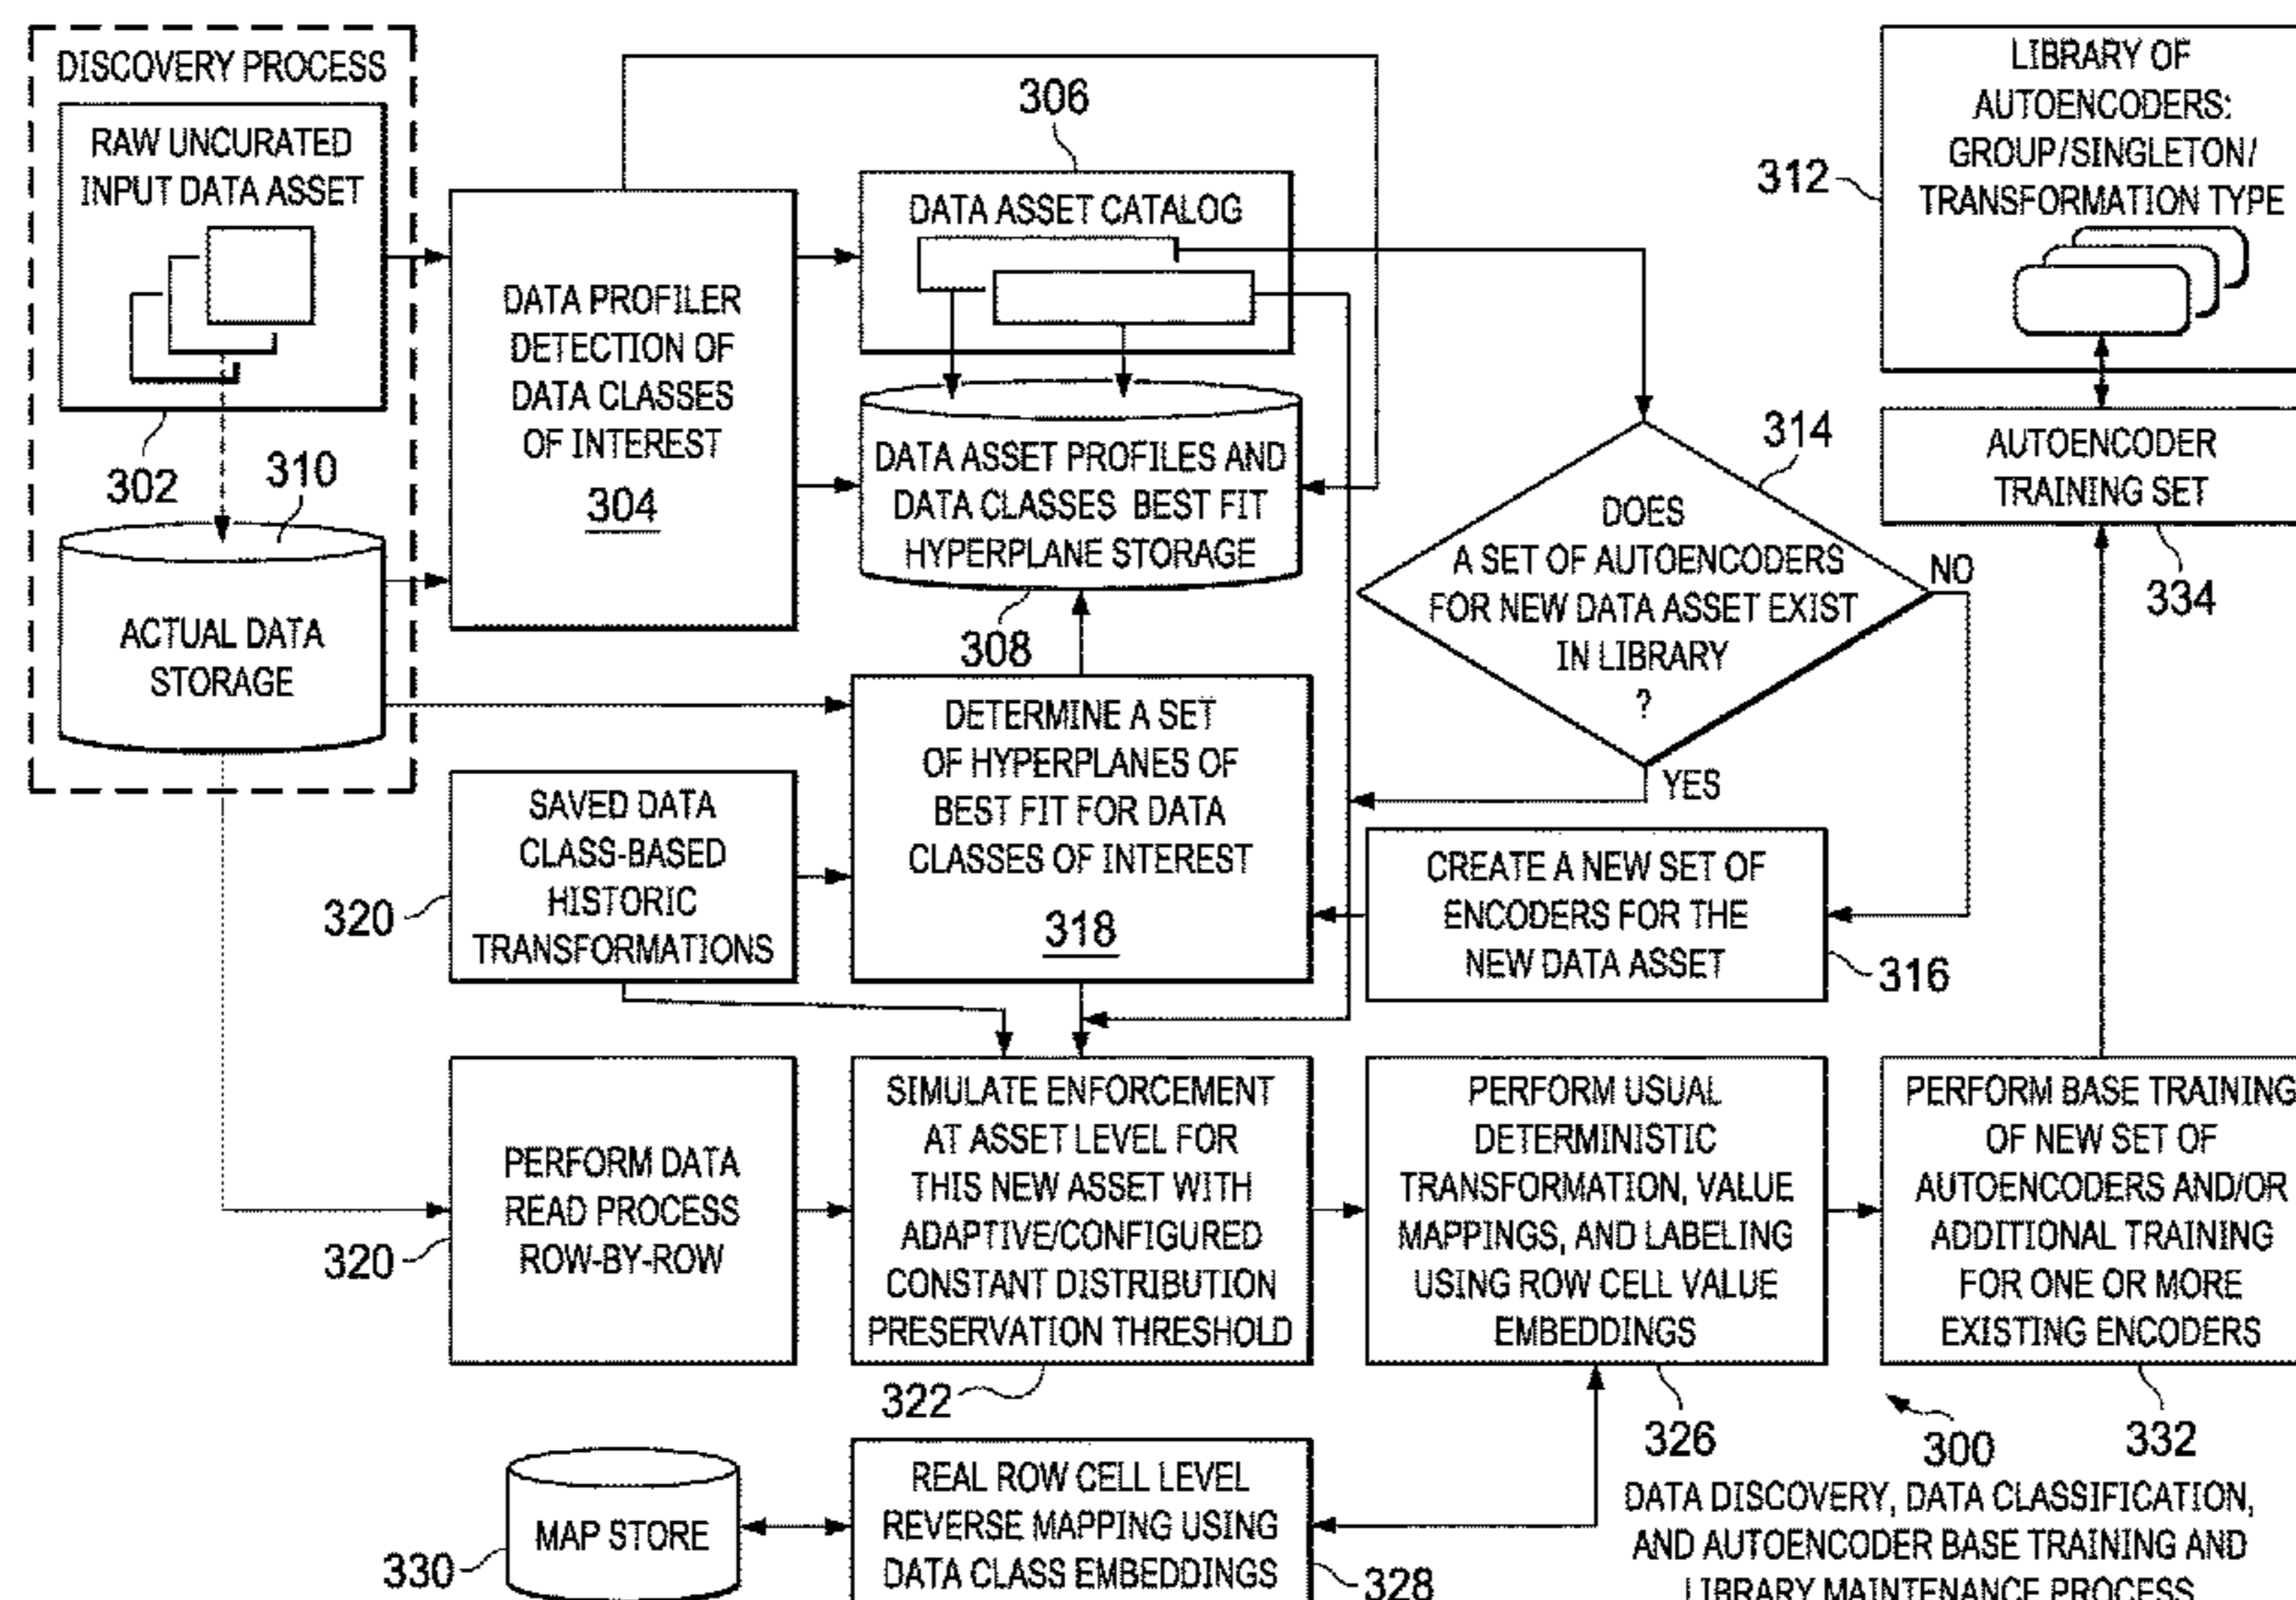 DISCOVERY PROCESS
RAW UNCURATED
INPUT DATA ASSET
302
310
ACTUAL DATA
STORAGE
DATA PROFILER
DETECTION OF
DATA CLASSES
OF INTEREST
304
306
DATA ASSET CATALOG
DATA ASSET PROFILES AND
DATA CLASSES BEST FIT
HYPERPLANE STORAGE
308
312
LIBRARY OF
AUTOENCODERS:
GROUP/SINGLETON/
TRANSFORMATION TYPE
AUTOENCODER
TRAINING SET
334
314
DOES
A SET OF AUTOENCODERS
FOR NEW DATA ASSET EXIST
IN LIBRARY
?
NO
YES
SAVED DATA
CLASS-BASED
HISTORIC
TRANSFORMATIONS
320
DETERMINE A SET
OF HYPERPLANES OF
BEST FIT FOR DATA
CLASSES OF INTEREST
318
CREATE A NEW SET OF
ENCODERS FOR THE
NEW DATA ASSET
316
PERFORM DATA
READ PROCESS
ROW-BY-ROW
320
SIMULATE ENFORCEMENT
AT ASSET LEVEL FOR
THIS NEW ASSET WITH
ADAPTIVE/CONFIGURED
CONSTANT DISTRIBUTION
PRESERVATION THRESHOLD
322
PERFORM USUAL
DETERMINISTIC
TRANSFORMATION, VALUE
MAPPINGS, AND LABELING
USING ROW CELL VALUE
EMBEDDINGS
326
PERFORM BASE TRAINING
OF NEW SET OF
AUTOENCODERS AND/OR
ADDITIONAL TRAINING
FOR ONE OR MORE
EXISTING ENCODERS
332
MAP STORE
330
REAL ROW CELL LEVEL
REVERSE MAPPING USING
DATA CLASS EMBEDDINGS
328
300
DATA DISCOVERY, DATA CLASSIFICATION,
AND AUTOENCODER BASE TRAINING AND
LIBRARY MAINTENANCE PROCESS